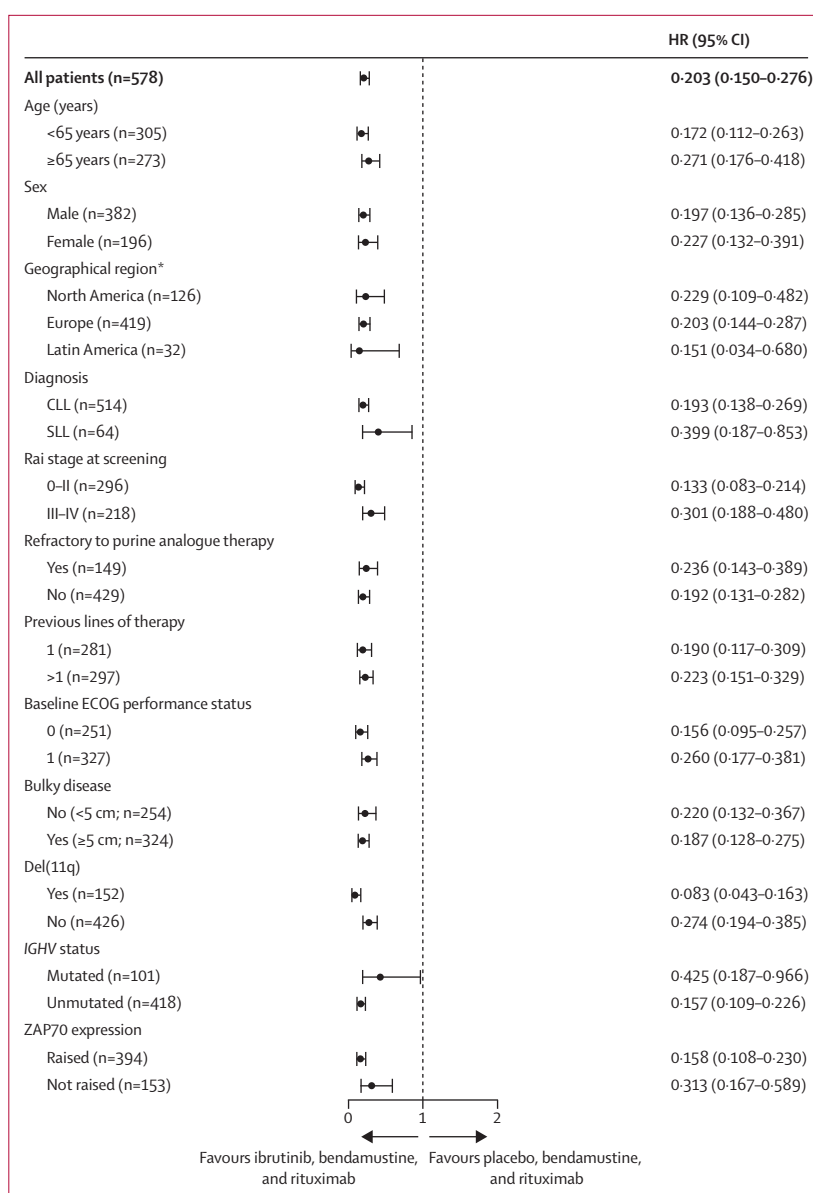 HR (95% CI)
All patients (n=578) 0·203 (0·150–0·276)
Age (years)
<65 years (n=305) 0·172 (0·112–0·263)
≥65 years (n=273) 0·271 (0·176–0·418)
Sex
Male (n=382) 0·197 (0·136–0·285)
Female (n=196) 0·227 (0·132–0·391)
Geographical region*
North America (n=126) 0·229 (0·109–0·482)
Europe (n=419) 0·203 (0·144–0·287)
Latin America (n=32) 0·151 (0·034–0·680)
Diagnosis
CLL (n=514) 0·193 (0·138–0·269)
SLL (n=64) 0·399 (0·187–0·853)
Rai stage at screening
0–II (n=296) 0·133 (0·083–0·214)
III–IV (n=218) 0·301 (0·188–0·480)
Refractory to purine analogue therapy
Yes (n=149) 0·236 (0·143–0·389)
No (n=429) 0·192 (0·131–0·282)
Previous lines of therapy
1 (n=281) 0·190 (0·117–0·309)
>1 (n=297) 0·223 (0·151–0·329)
Baseline ECOG performance status
0 (n=251) 0·156 (0·095–0·257)
1 (n=327) 0·260 (0·177–0·381)
Bulky disease
No (<5 cm; n=254) 0·220 (0·132–0·367)
Yes (≥5 cm; n=324) 0·187 (0·128–0·275)
Del(11q)
Yes (n=152) 0·083 (0·043–0·163)
No (n=426) 0·274 (0·194–0·385)
IGHV status
Mutated (n=101) 0·425 (0·187–0·966)
Unmutated (n=418) 0·157 (0·109–0·226)
ZAP70 expression
Raised (n=394) 0·158 (0·108–0·230)
Not raised (n=153) 0·313 (0·167–0·589)
0 1 2
Favours ibrutinib, bendamustine, Favours placebo, bendamustine,
and rituximab and rituximab